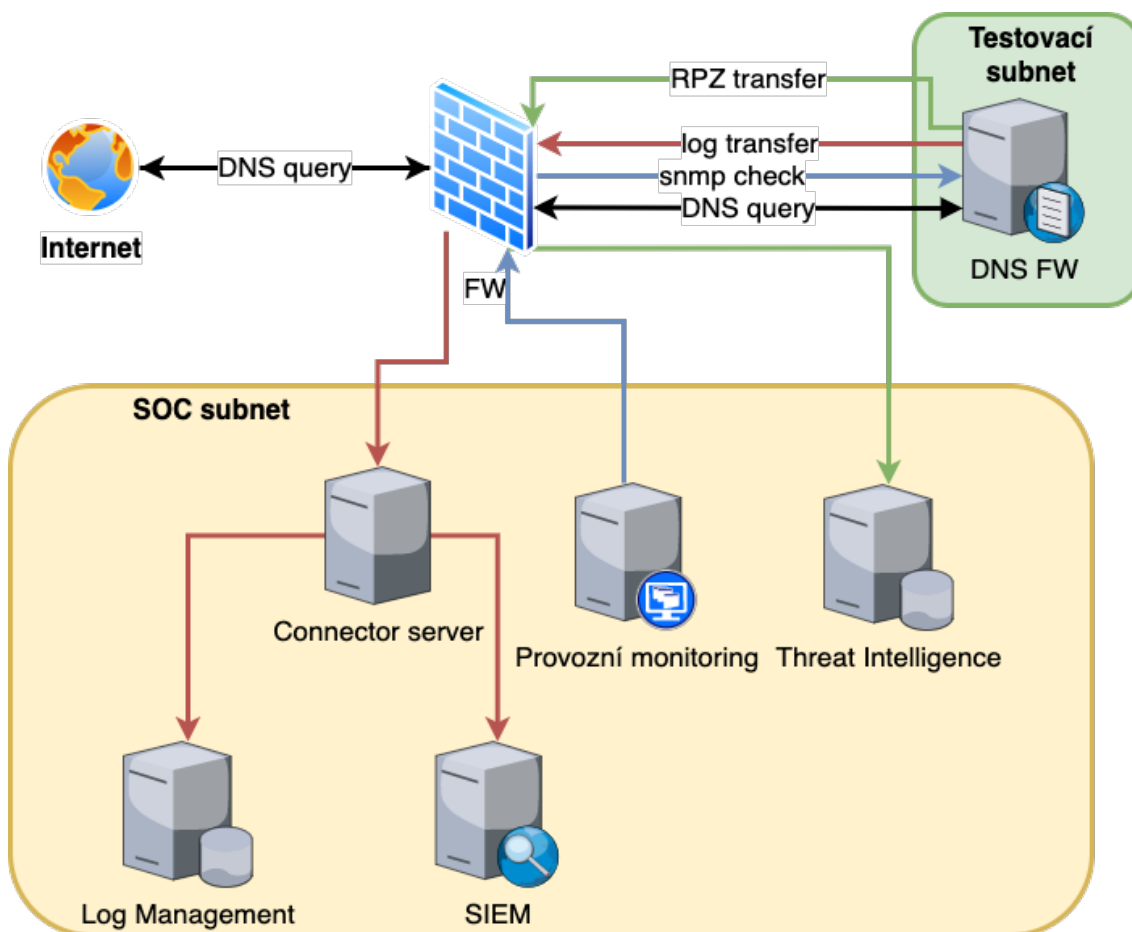 Testovací
subnet
RPZ transfer
log transfer
DNS query
snmp check
DNS query
Internet
DNS FW
FW
SOC subnet
Connector server
Provozní monitoring
Threat Intelligence
Log Management
SIEM